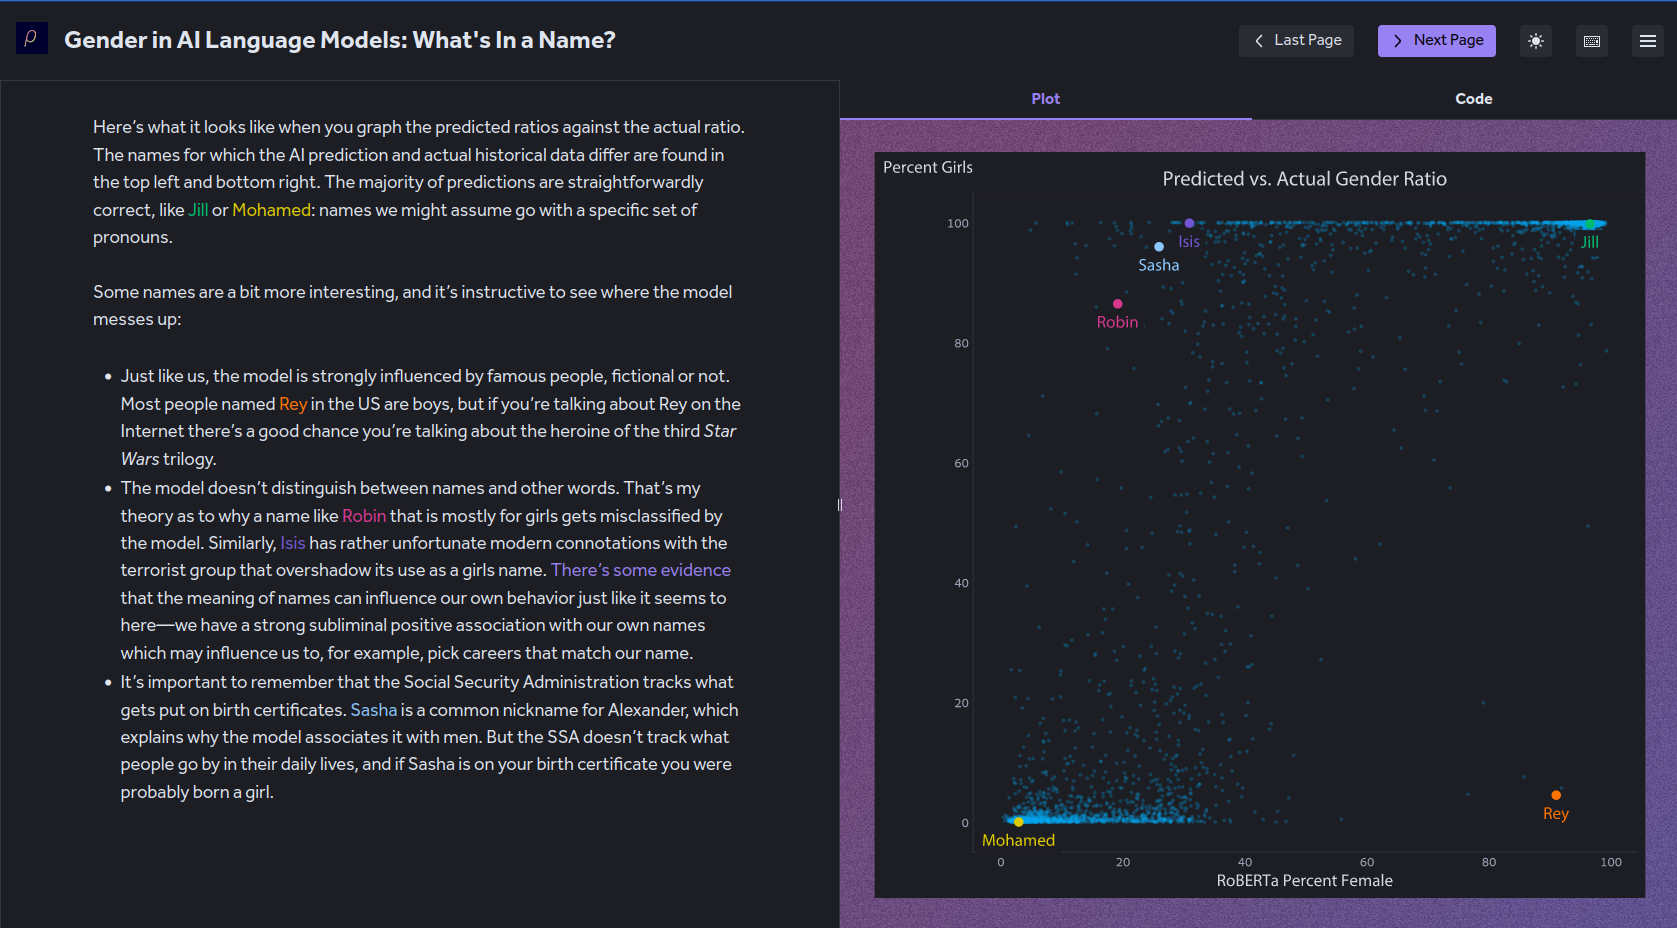 ρ
Gender in AI Language Models: What's In a Name?
Last Page
Next Page
Here's what it looks like when you graph the predicted ratios against the actual ratio.
The names for which the AI prediction and actual historical data differ are found in
the top left and bottom right. The majority of predictions are straightforwardly
correct, like Jill or Mohamed: names we might assume go with a specific set of
pronouns.
Some names are a bit more interesting, and it's instructive to see where the model
messes up:
• Just like us, the model is strongly influenced by famous people, fictional or not.
Most people named Rey in the US are boys, but if you're talking about Rey on the
Internet there's a good chance you're talking about the heroine of the third Star
Wars trilogy.
• The model doesn't distinguish between names and other words. That's my
theory as to why a name like Robin that is mostly for girls gets misclassified by
the model. Similarly, Isis has rather unfortunate modern connotations with the
terrorist group that overshadow its use as a girls name. There's some evidence
that the meaning of names can influence our own behavior just like it seems to
here—we have a strong subliminal positive association with our own names
which may influence us to, for example, pick careers that match our name.
• It's important to remember that the Social Security Administration tracks what
gets put on birth certificates. Sasha is a common nickname for Alexander, which
explains why the model associates it with men. But the SSA doesn't track what
people go by in their daily lives, and if Sasha is on your birth certificate you were
probably born a girl.
Plot
Code
Percent Girls
Predicted vs. Actual Gender Ratio
100
Isis
Jill
Sasha
Robin
80
60
40
20
0
Rey
Mohamed
0 20 40 60 80 100
RoBERTa Percent Female